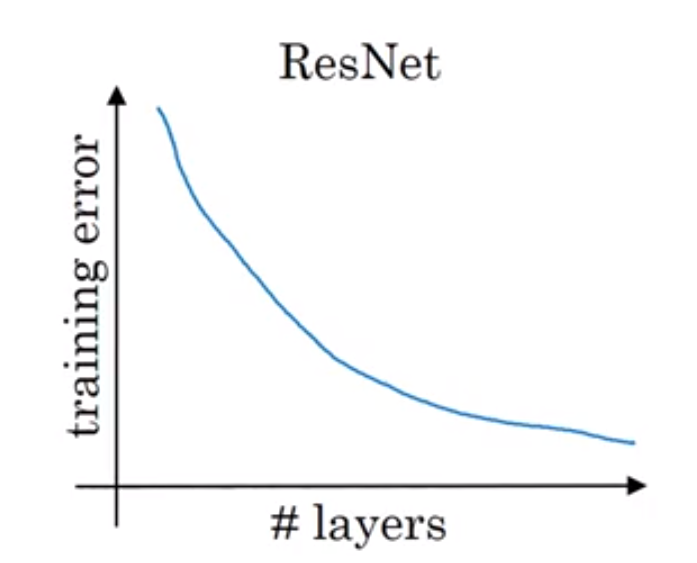 ResNet
training error
# layers